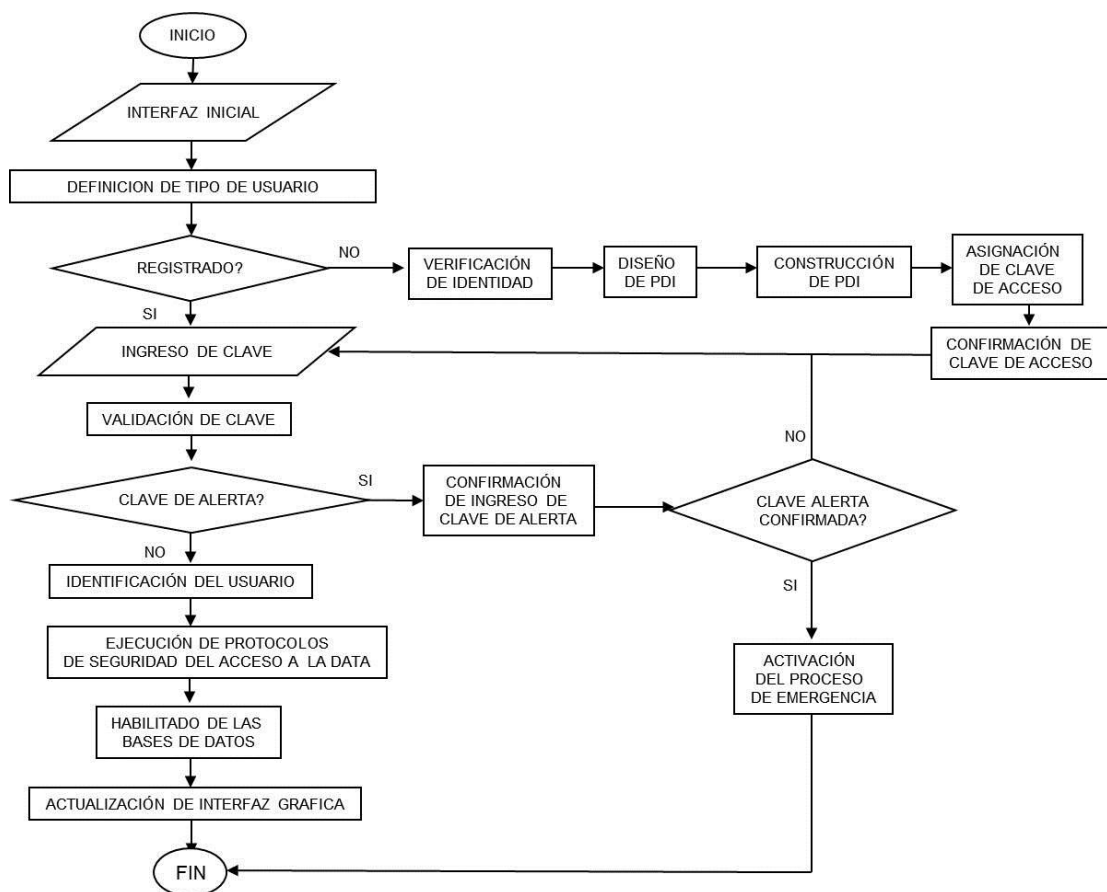 INICIO
INTERFAZ INICIAL
DEFINICION DE TIPO DE USUARIO
REGISTRADO?
NO
VERIFICACIÓN
DE IDENTIDAD
DISEÑO
DE PDI
CONSTRUCCIÓN
DE PDI
ASIGNACIÓN
DE CLAVE
DE ACCESO
SI
INGRESO DE CLAVE
CONFIRMACIÓN DE
CLAVE DE ACCESO
VALIDACIÓN DE CLAVE
NO
CLAVE DE ALERTA?
SI
CONFIRMACIÓN
DE INGRESO DE
CLAVE DE ALERTA
CLAVE ALERTA
CONFIRMADA?
NO
IDENTIFICACIÓN DEL USUARIO
SI
EJECUCIÓN DE PROTOCOLOS
DE SEGURIDAD DEL ACCESO A LA DATA
ACTIVACIÓN
DEL PROCESO
DE EMERGENCIA
HABILITADO DE LAS
BASES DE DATOS
ACTUALIZACIÓN DE INTERFAZ GRAFICA
FIN